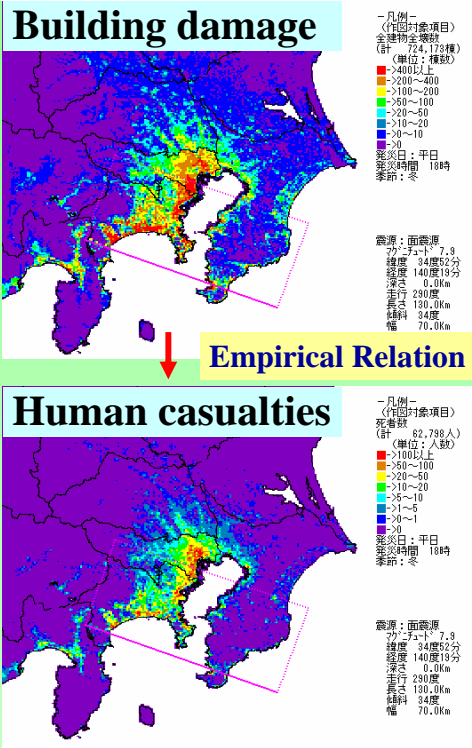 Building damage
－凡例－
（作図対象項目）
全建物全壊数
(計　724,173棟)
（単位：棟数）
->400以上
->200～400
->100～200
->50～100
->20～50
->10～20
->0～10
->0
発災日：平日
発災時間　18時
季節：冬
震源：面震源
ﾏｸﾞﾆﾁｭｰﾄﾞ 7.9
緯度　34度52分
経度 140度19分
深さ　0.0Km
走行 290度
長さ 130.0Km
傾斜　34度
幅　70.0Km
Empirical Relation
Human casualties
－凡例－
（作図対象項目）
死者数
(計　62,798人)
（単位：人数）
->100以上
->50～100
->20～50
->10～20
->5～10
->1～5
->0～1
->0
発災日：平日
発災時間　18時
季節：冬
震源：面震源
ﾏｸﾞﾆﾁｭｰﾄﾞ 7.9
緯度　34度52分
経度 140度19分
深さ　0.0Km
走行 290度
長さ 130.0Km
傾斜　34度
幅　70.0Km